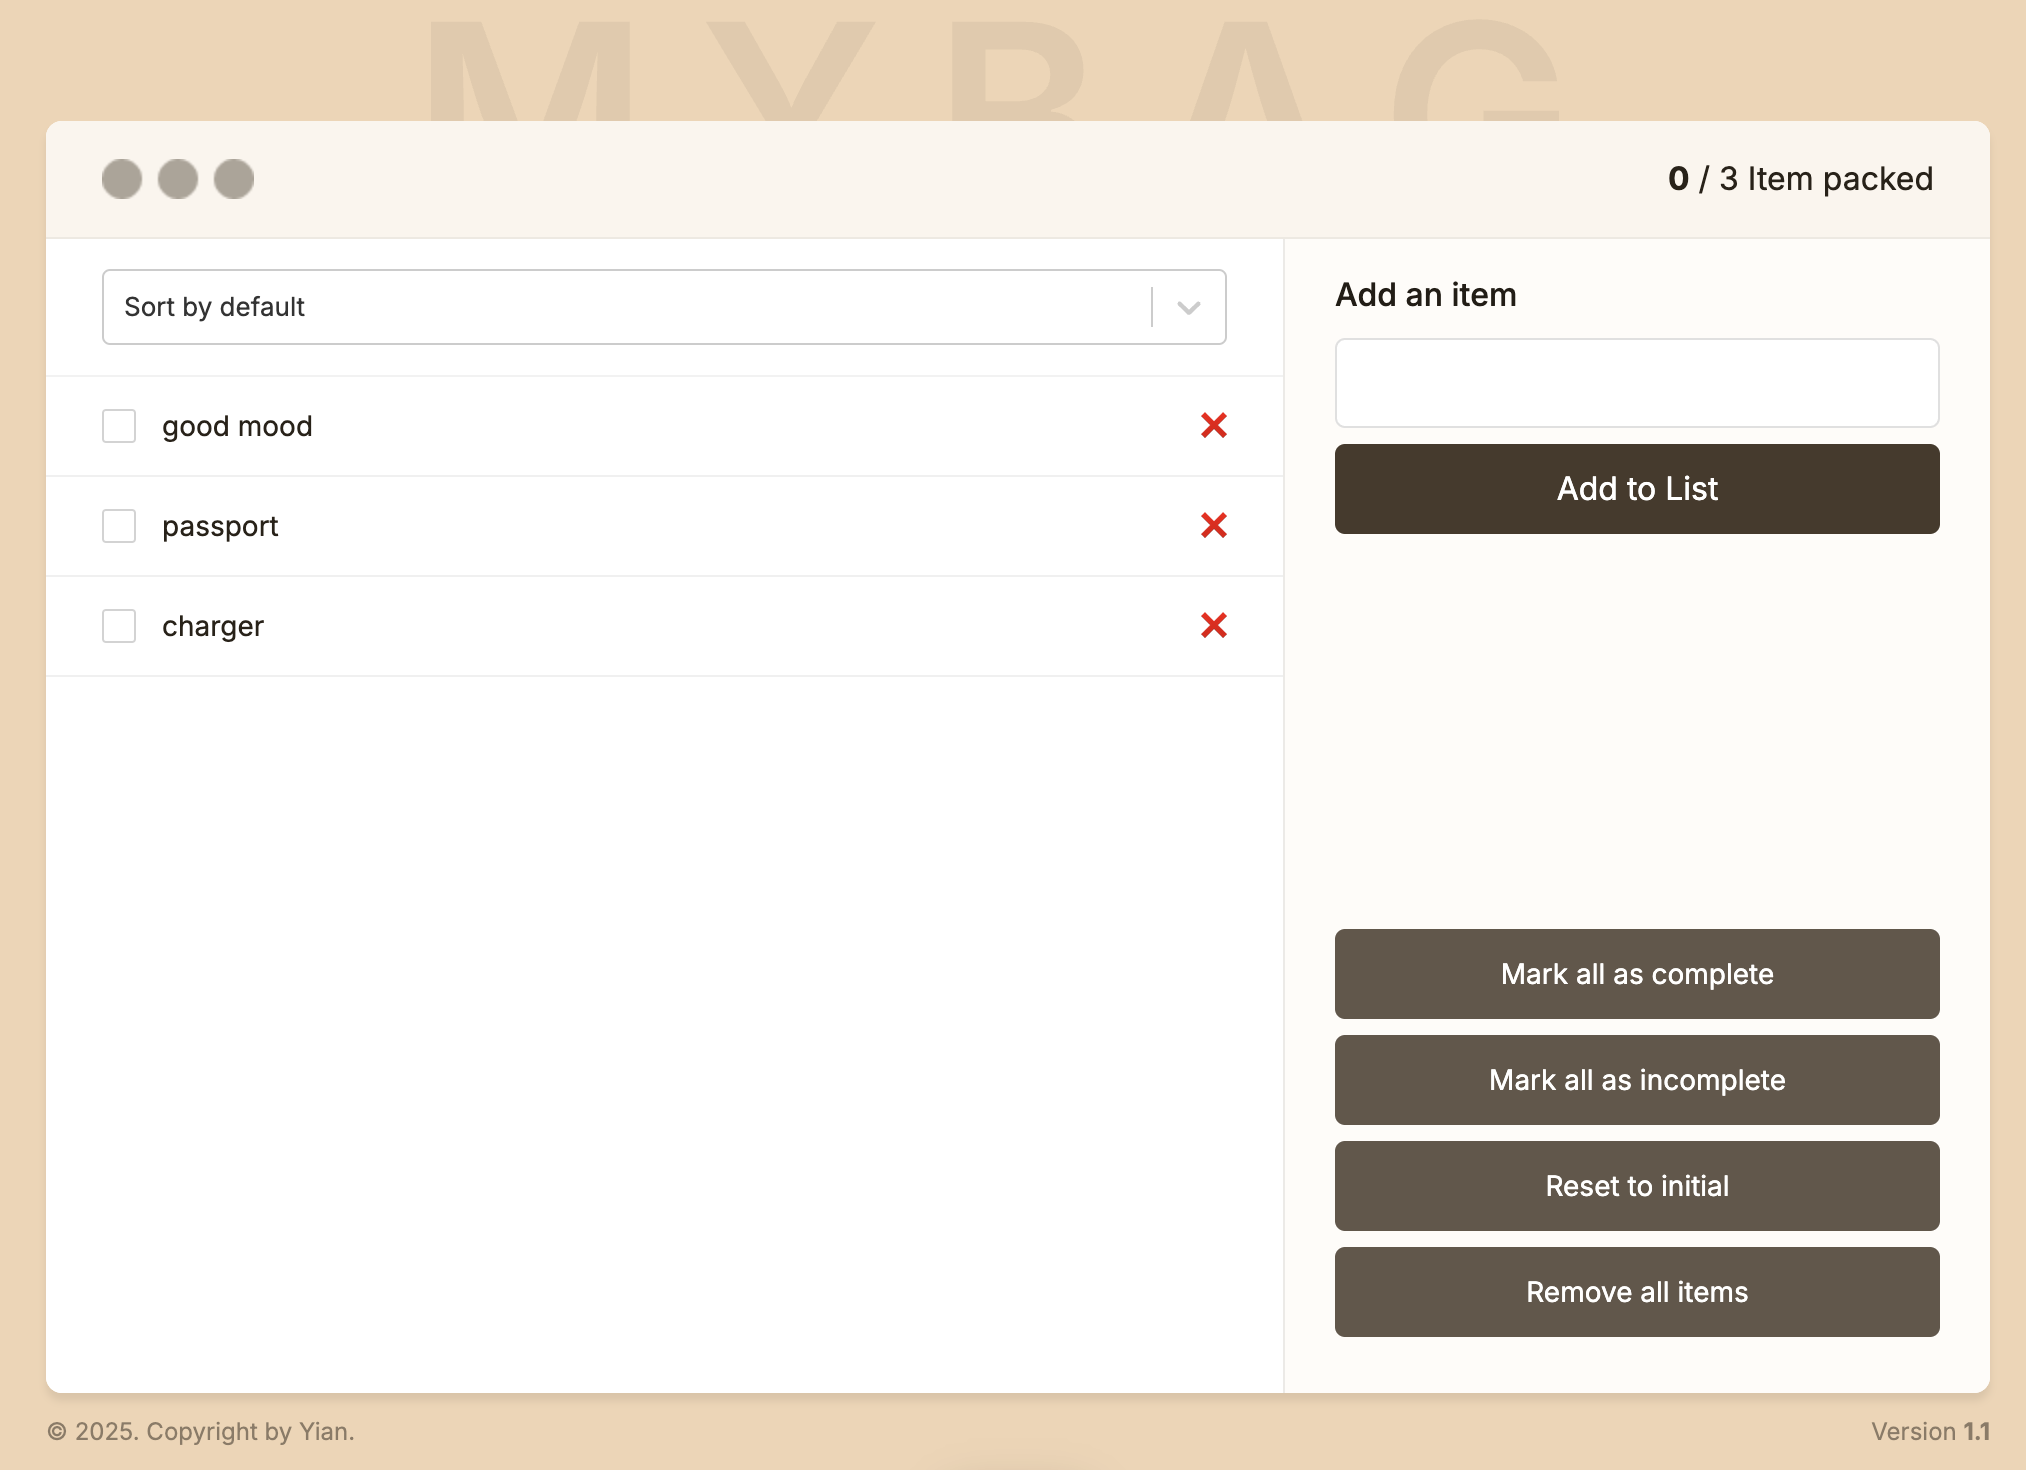 MYBAG
0 / 3 Item packed
Sort by default
good mood
passport
charger
Add an item
Add to List
Mark all as complete
Mark all as incomplete
Reset to initial
Remove all items
© 2025. Copyright by Yian.
Version 1.1